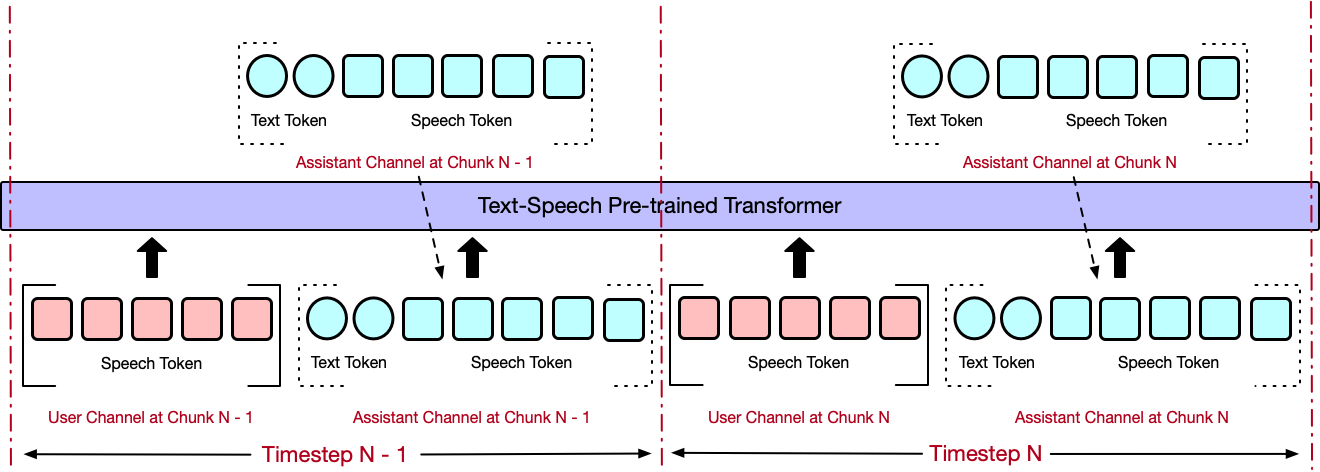 Text Token
Speech Token
Text Token
Speech Token
Assistant Channel at Chunk N - 1
Assistant Channel at Chunk N
Text-Speech Pre-trained Transformer
Speech Token
Text Token
Speech Token
Speech Token
Text Token
Speech Token
User Channel at Chunk N - 1
Assistant Channel at Chunk N - 1
User Channel at Chunk N
Assistant Channel at Chunk N
Timestep N - 1
Timestep N